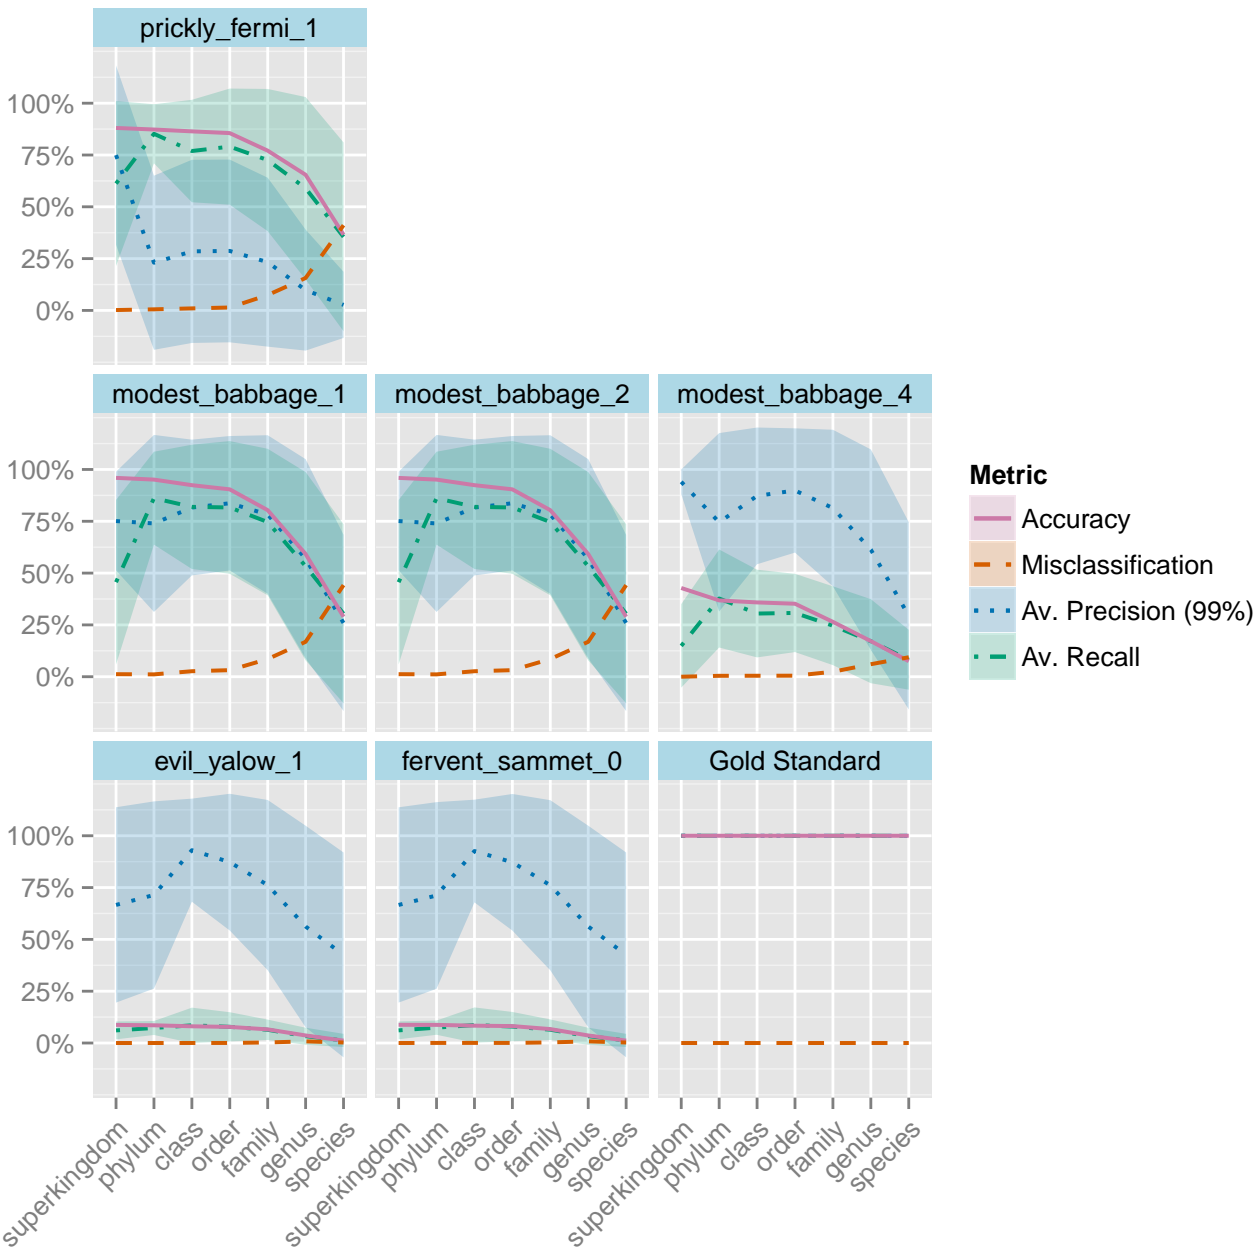 prickly_fermi_1
100%
75%
50%
25%
0%
modest_babbage_1 modest_babbage_2 modest_babbage_4
100%
75%
50%
25%
0%
evil_yalow_1 fervent_sammet_0 Gold Standard
100%
75%
50%
25%
0%
superkingdom phylum class order family genus species
superkingdom phylum class order family genus species
superkingdom phylum class order family genus species
Metric
Accuracy
Misclassification
Av. Precision (99%)
Av. Recall